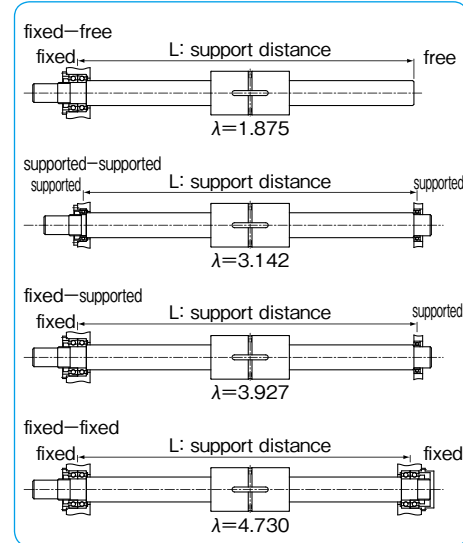 fixed−free
L: support distance
fixed
free
λ=1.875
supported−supported
L: support distance
supported
supported
λ=3.142
fixed−supported
supported
L: support distance
fixed
λ=3.927
fixed−fixed
L: support distance
fixed
fixed
λ=4.730